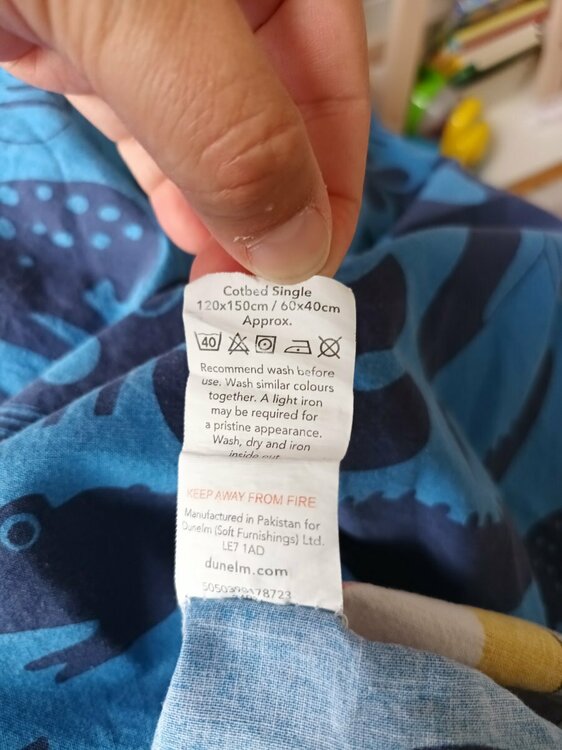 Cotbed Single
120x150cm / 60x40cm
Approx.
40
Recommend wash before
use. Wash similar colours
together. A light iron
may be required for
a pristine appearance.
Wash, dry and iron
inside out
KEEP AWAY FROM FIRE
Manufactured in Pakistan for
Dunelm (Soft Furnishings) Ltd.
LE7 1AD
dunelm.com